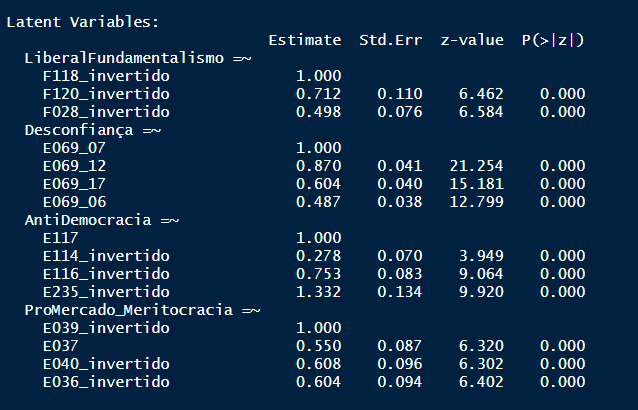 Latent Variables:
Estimate Std.Err z-value P(>|z|)
LiberalFundamentalismo =~
F118_invertido 1.000
F120_invertido 0.712 0.110 6.462 0.000
F028_invertido 0.498 0.076 6.584 0.000
Desconfiança =~
E069_07 1.000
E069_12 0.870 0.041 21.254 0.000
E069_17 0.604 0.040 15.181 0.000
E069_06 0.487 0.038 12.799 0.000
AntiDemocracia =~
E117 1.000
E114_invertido 0.278 0.070 3.949 0.000
E116_invertido 0.753 0.083 9.064 0.000
E235_invertido 1.332 0.134 9.920 0.000
ProMercado_Meritocracia =~
E039_invertido 1.000
E037 0.550 0.087 6.320 0.000
E040_invertido 0.608 0.096 6.302 0.000
E036_invertido 0.604 0.094 6.402 0.000